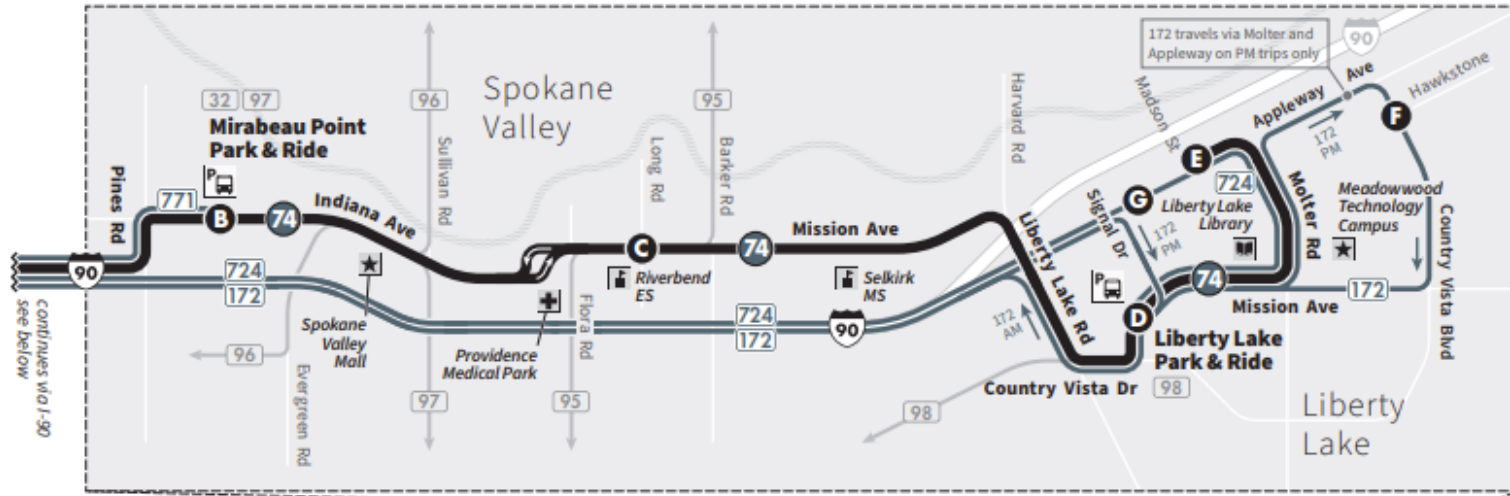 172 travels via Molter and
Appleway on PM trips only
90
32
97
96
95
Spokane
Valley
Mirabeau Point
Park & Ride
P
Pines Rd
771
B
74
Indiana Ave
Sullivan Rd
Long Rd
Barker Rd
Harvard Rd
Madson St
Appleway Ave
Hawkstone
F
172
PM
E
724
G
Signal Dr
172
PM
Liberty Lake
Library
Molter Rd
Meadowwood
Technology
Campus
Country Vista Blvd
C
74
Mission Ave
Riverbend
ES
Selkirk
MS
Liberty Lake Rd
P
74
Mission Ave
172
90
724
172
Spokane
Valley
Mall
Providence
Medical Park
Flora Rd
724
172
90
172
AM
D
Liberty Lake
Park & Ride
98
Country Vista Dr
96
Evergreen Rd
97
95
98
Liberty
Lake
continues via I-90
see below